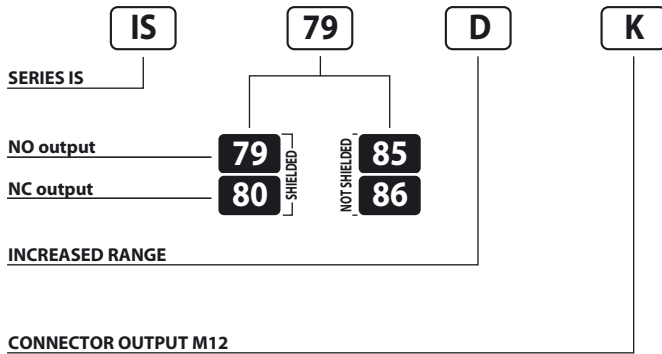 IS 79 D K
SERIES IS
NO output 79 SHIELDED NOT SHIELDED 85
NC output 80 86
INCREASED RANGE
CONNECTOR OUTPUT M12